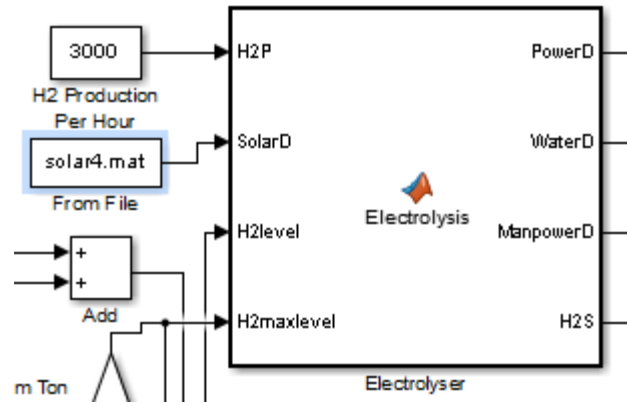 3000
H2 Production
Per Hour
solar4.mat
From File
+
+
Add
m Ton
H2P
SolarD
H2level
H2maxlevel
Electrolysis
PowerD
WaterD
ManpowerD
H2S
Electrolyser